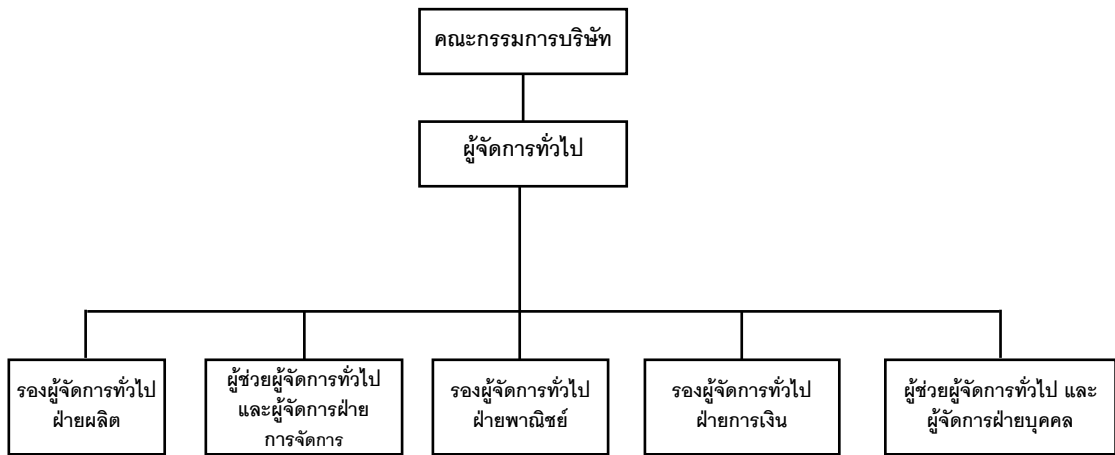 คณะกรรมการบริษัท
ผู้จัดการทั่วไป
รองผู้จัดการทั่วไป
ฝ่ายผลิต
ผู้ช่วยผู้จัดการทั่วไป
และผู้จัดการฝ่าย
การจัดการ
รองผู้จัดการทั่วไป
ฝ่ายพาณิชย์
รองผู้จัดการทั่วไป
ฝ่ายการเงิน
ผู้ช่วยผู้จัดการทั่วไป และ
ผู้จัดการฝ่ายบุคคล